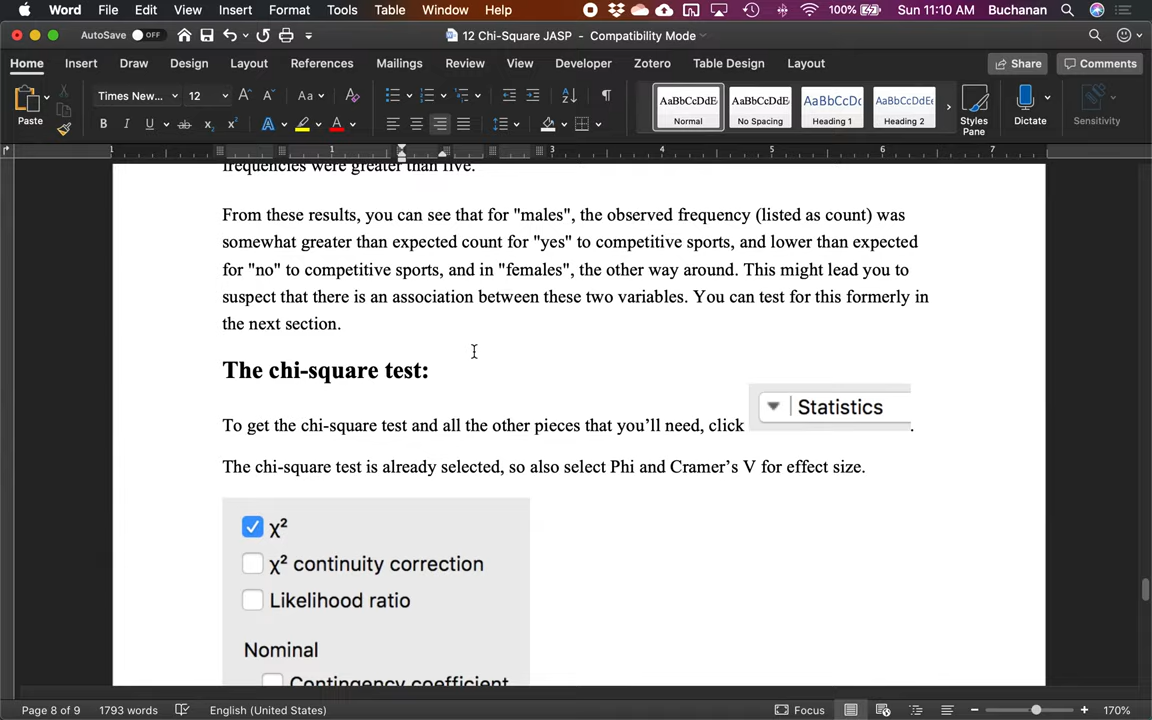 Word File Edit View Insert Format Tools Table Window Help 100% Sun 11:10 AM Buchanan
AutoSave OFF 12 Chi-Square JASP - Compatibility Mode
Home Insert Draw Design Layout References Mailings Review View Developer Zotero Table Design Layout Share Comments
Paste Times New... 12 Aa AaBbCcDdE Normal AaBbCcDdE No Spacing AaBbCcDc Heading 1 AaBbCcDdE Heading 2 Styles Pane Dictate Sensitivity
1 1 3 4 5 6 7
frequencies were greater than five.
From these results, you can see that for "males", the observed frequency (listed as count) was
somewhat greater than expected count for "yes" to competitive sports, and lower than expected
for "no" to competitive sports, and in "females", the other way around. This might lead you to
suspect that there is an association between these two variables. You can test for this formerly in
the next section.
The chi-square test:
To get the chi-square test and all the other pieces that you'll need, click Statistics .
The chi-square test is already selected, so also select Phi and Cramer's V for effect size.
χ²
χ² continuity correction
Likelihood ratio
Nominal
Contingency coefficient
Page 8 of 9 1793 words English (United States) Focus 170%